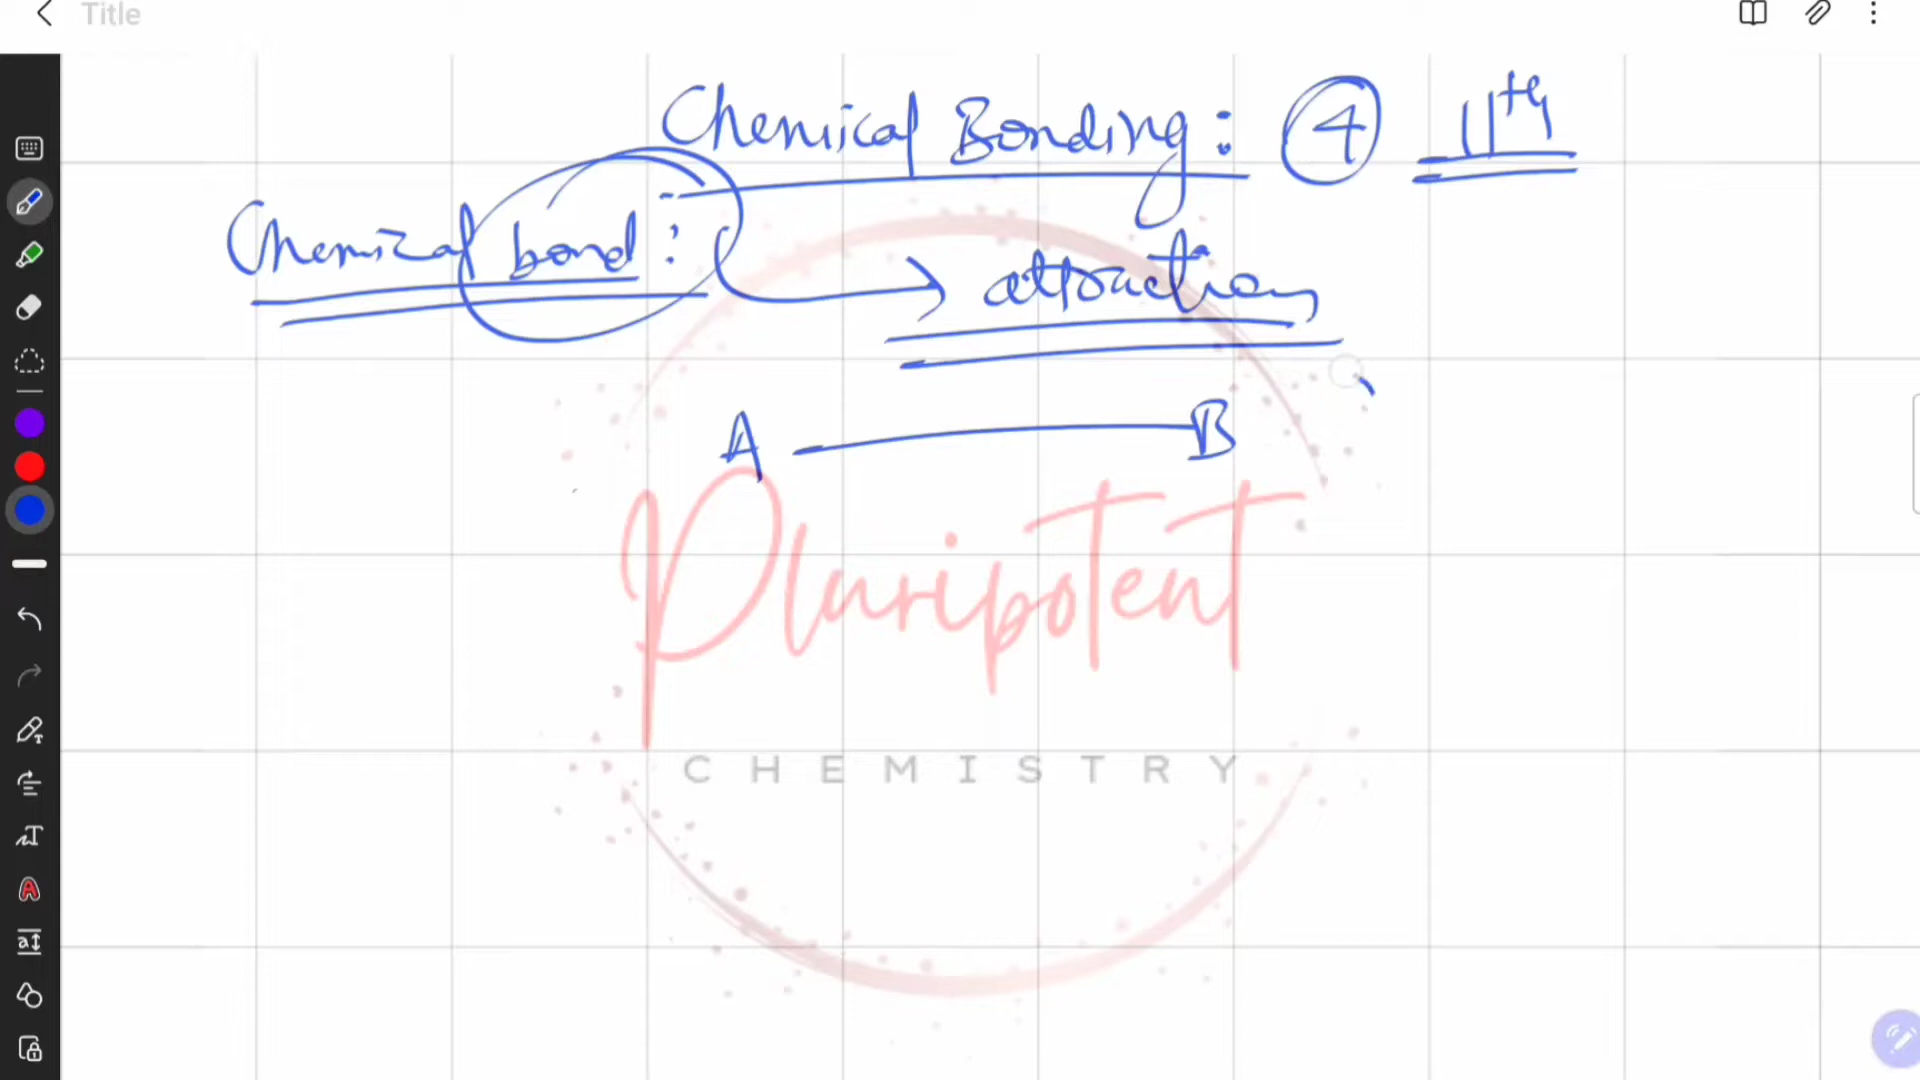 Title
Chemical Bonding: 4 11th
Chemical bond:
attraction
A B
Pluripotent
CHEMISTRY